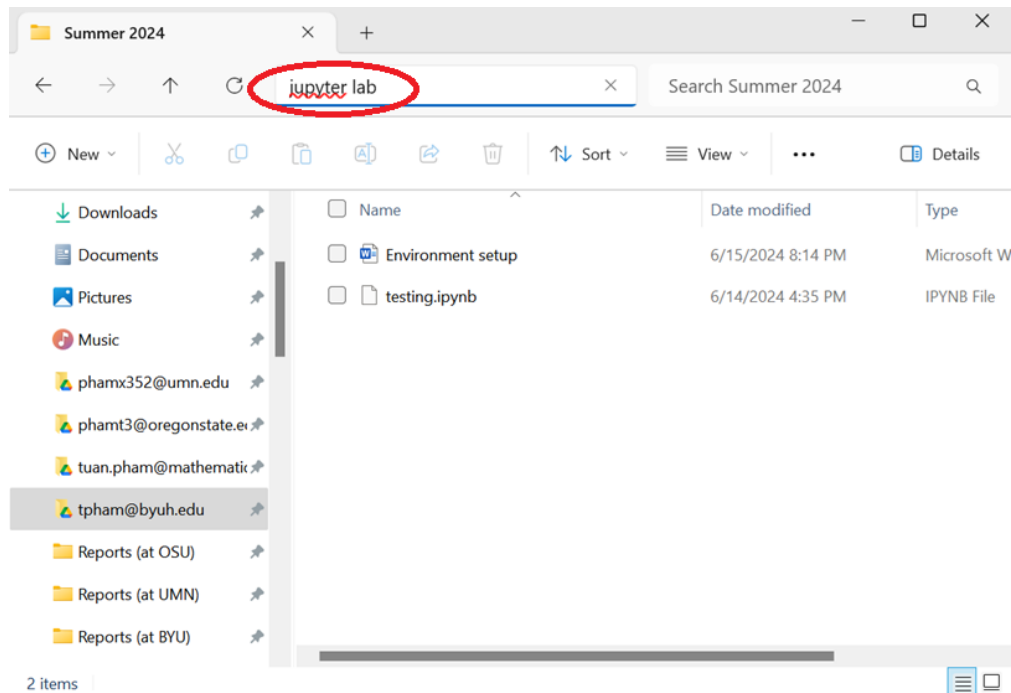 Summer 2024
jupyter lab
Search Summer 2024
New
Sort
View
Details
Downloads
Documents
Pictures
Music
phamx352@umn.edu
phamt3@oregonstate.e
tuan.pham@mathematic
tpham@byuh.edu
Reports (at OSU)
Reports (at UMN)
Reports (at BYU)
Name Date modified Type
Environment setup 6/15/2024 8:14 PM Microsoft W
testing.ipynb 6/14/2024 4:35 PM IPYNB File
2 items